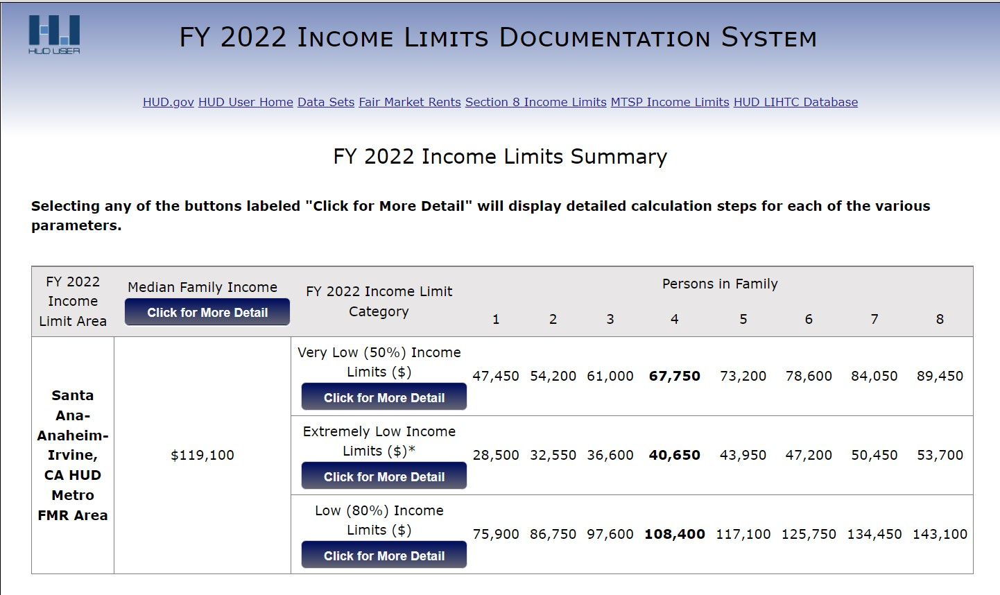 HUD USER
FY 2022 Income Limits Documentation System
HUD.gov HUD User Home Data Sets Fair Market Rents Section 8 Income Limits MTSP Income Limits HUD LIHTC Database
FY 2022 Income Limits Summary
Selecting any of the buttons labeled "Click for More Detail" will display detailed calculation steps for each of the various
parameters.
FY 2022
Income
Limit Area
Median Family Income
Click for More Detail
FY 2022 Income Limit
Category
Persons in Family
1 2 3 4 5 6 7 8
Santa
Ana-
Anaheim-
Irvine,
CA HUD
Metro
FMR Area
$119,100
Very Low (50%) Income
Limits ($)
Click for More Detail
47,450 54,200 61,000 67,750 73,200 78,600 84,050 89,450
Extremely Low Income
Limits ($)*
Click for More Detail
28,500 32,550 36,600 40,650 43,950 47,200 50,450 53,700
Low (80%) Income
Limits ($)
Click for More Detail
75,900 86,750 97,600 108,400 117,100 125,750 134,450 143,100